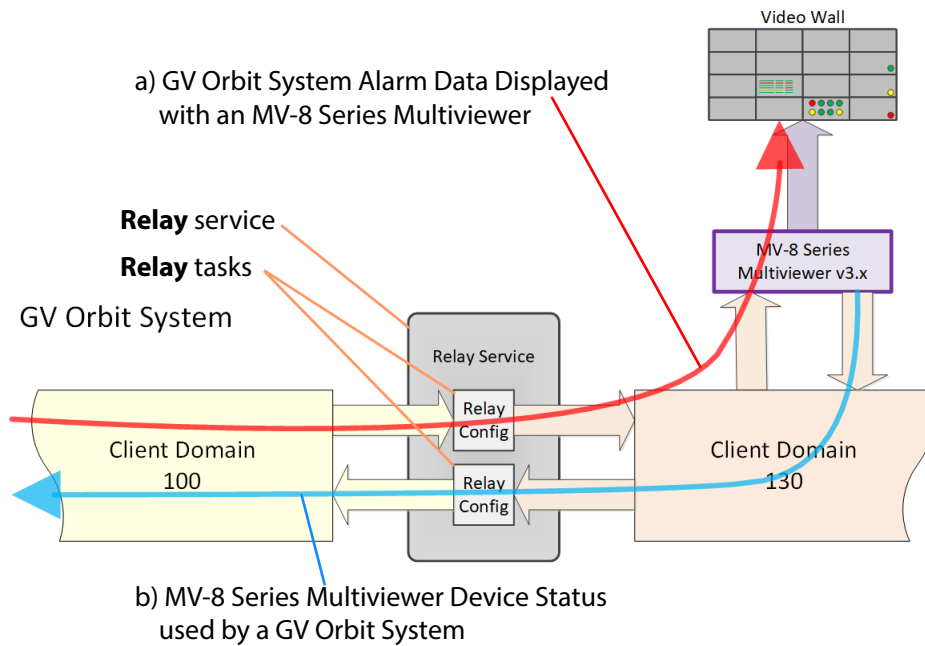 Video Wall
a) GV Orbit System Alarm Data Displayed
with an MV-8 Series Multiviewer
Relay service
Relay tasks
MV-8 Series
Multiviewer v3.x
GV Orbit System
Relay Service
Relay
Config
Client Domain
100
Client Domain
130
Relay
Config
b) MV-8 Series Multiviewer Device Status
used by a GV Orbit System